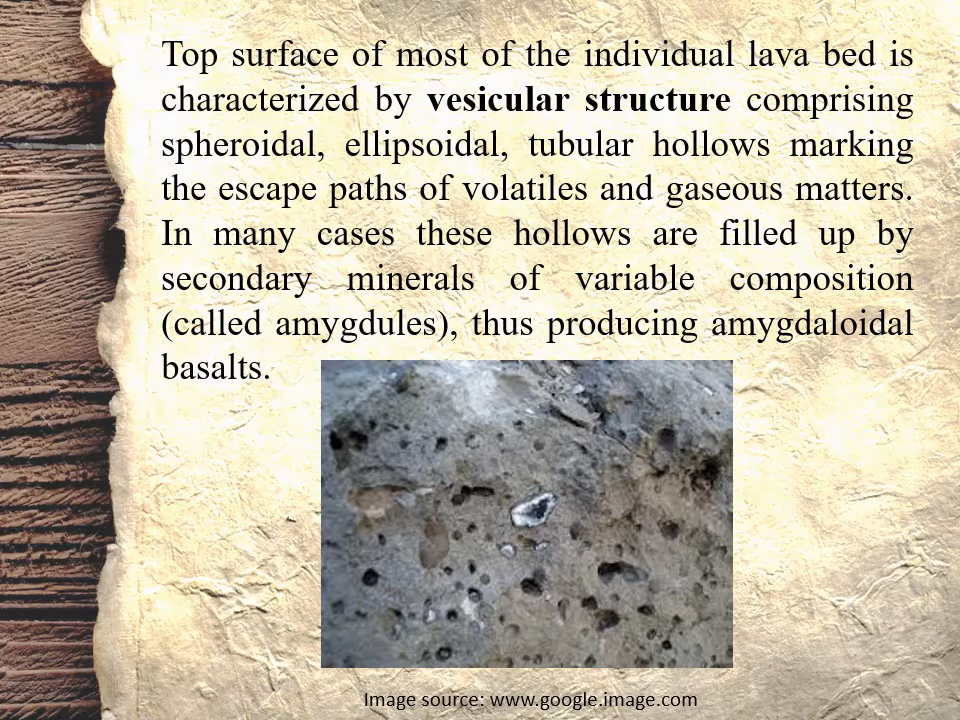 Top surface of most of the individual lava bed is
characterized by vesicular structure comprising
spheroidal, ellipsoidal, tubular hollows marking
the escape paths of volatiles and gaseous matters.
In many cases these hollows are filled up by
secondary minerals of variable composition
(called amygdules), thus producing amygdaloidal
basalts.
Image source: www.google.image.com